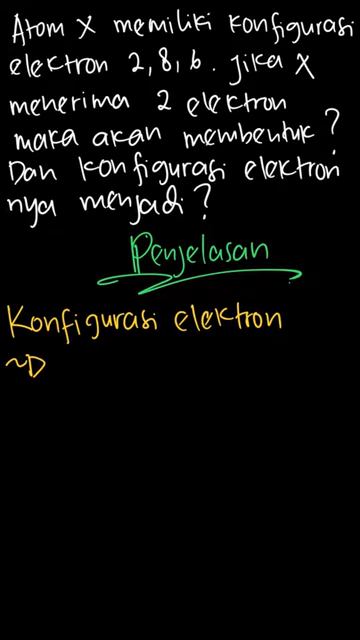 Atom X memiliki konfigurasi
elektron 2, 8, 6. Jika X
menerima 2 elektron
maka akan membentuk?
Dan konfigurasi elektron
nya menjadi?
Penjelasan
Konfigurasi elektron